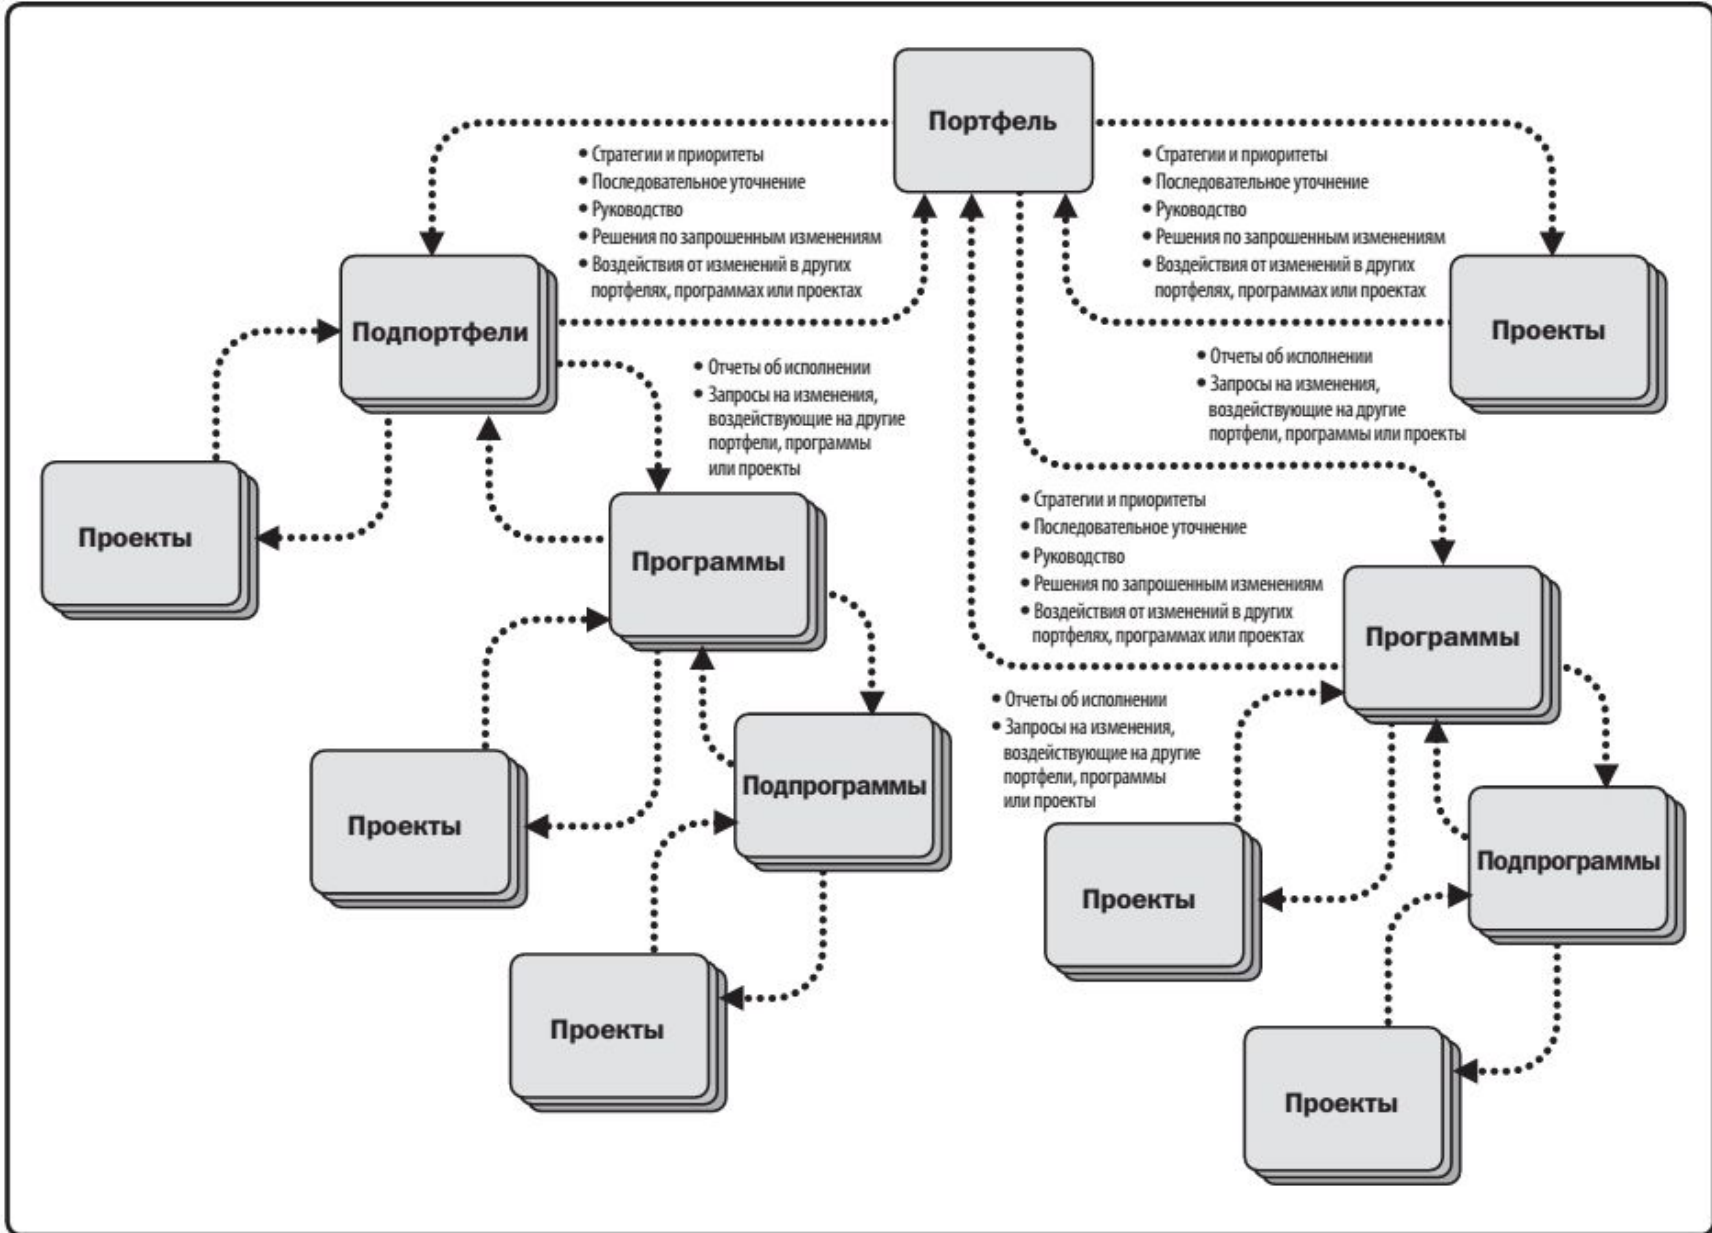 Портфель
• Стратегии и приоритеты
• Последовательное уточнение
• Руководство
• Решения по запрошенным изменениям
• Воздействия от изменений в других
портфелях, программах или проектах
• Стратегии и приоритеты
• Последовательное уточнение
• Руководство
• Решения по запрошенным изменениям
• Воздействия от изменений в других
портфелях, программах или проектах
Подпортфели
Проекты
• Отчеты об исполнении
• Запросы на изменения,
воздействующие на другие
портфели, программы
или проекты
• Отчеты об исполнении
• Запросы на изменения,
воздействующие на другие
портфели, программы или проекты
Проекты
Программы
• Стратегии и приоритеты
• Последовательное уточнение
• Руководство
• Решения по запрошенным изменениям
• Воздействия от изменений в других
портфелях, программах или проектах
Программы
• Отчеты об исполнении
• Запросы на изменения,
воздействующие на другие
портфели, программы
или проекты
Проекты
Подпрограммы
Проекты
Подпрограммы
Проекты
Проекты